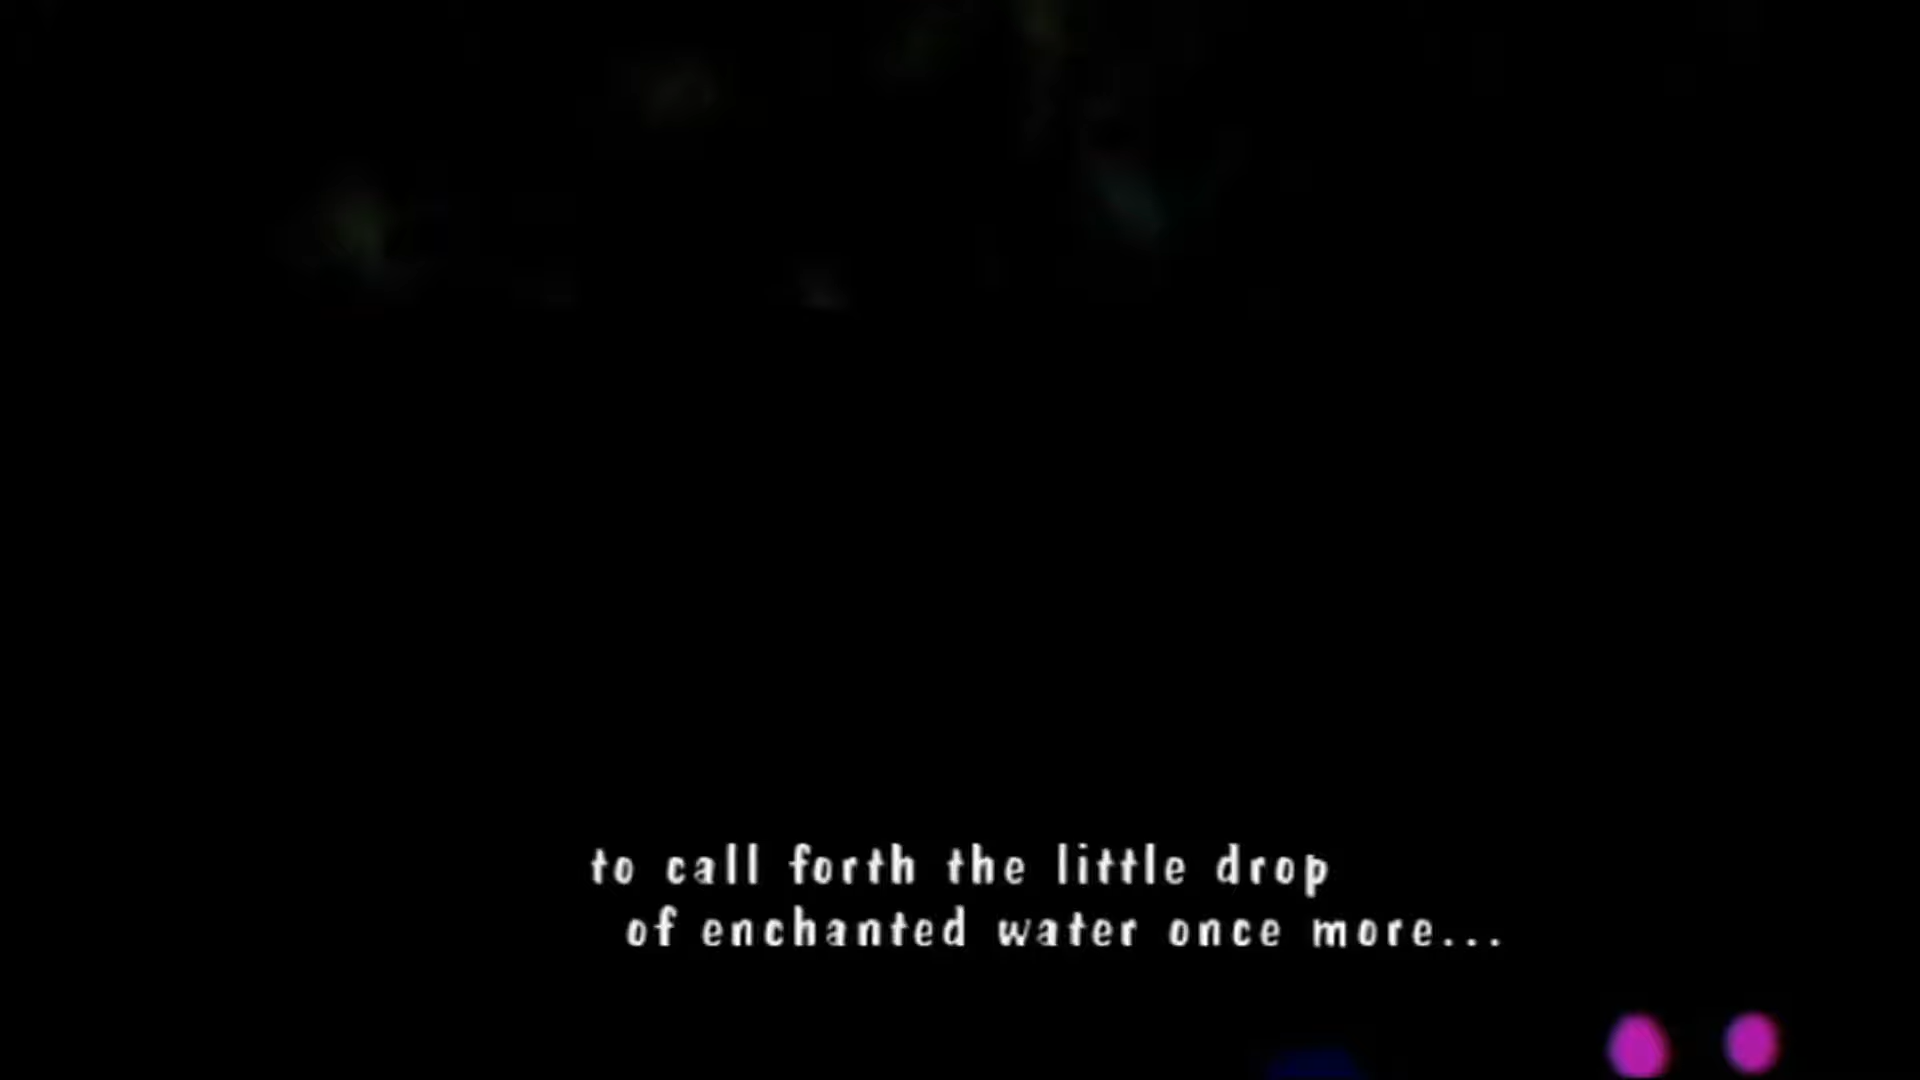 to call forth the little drop
of enchanted water once more...